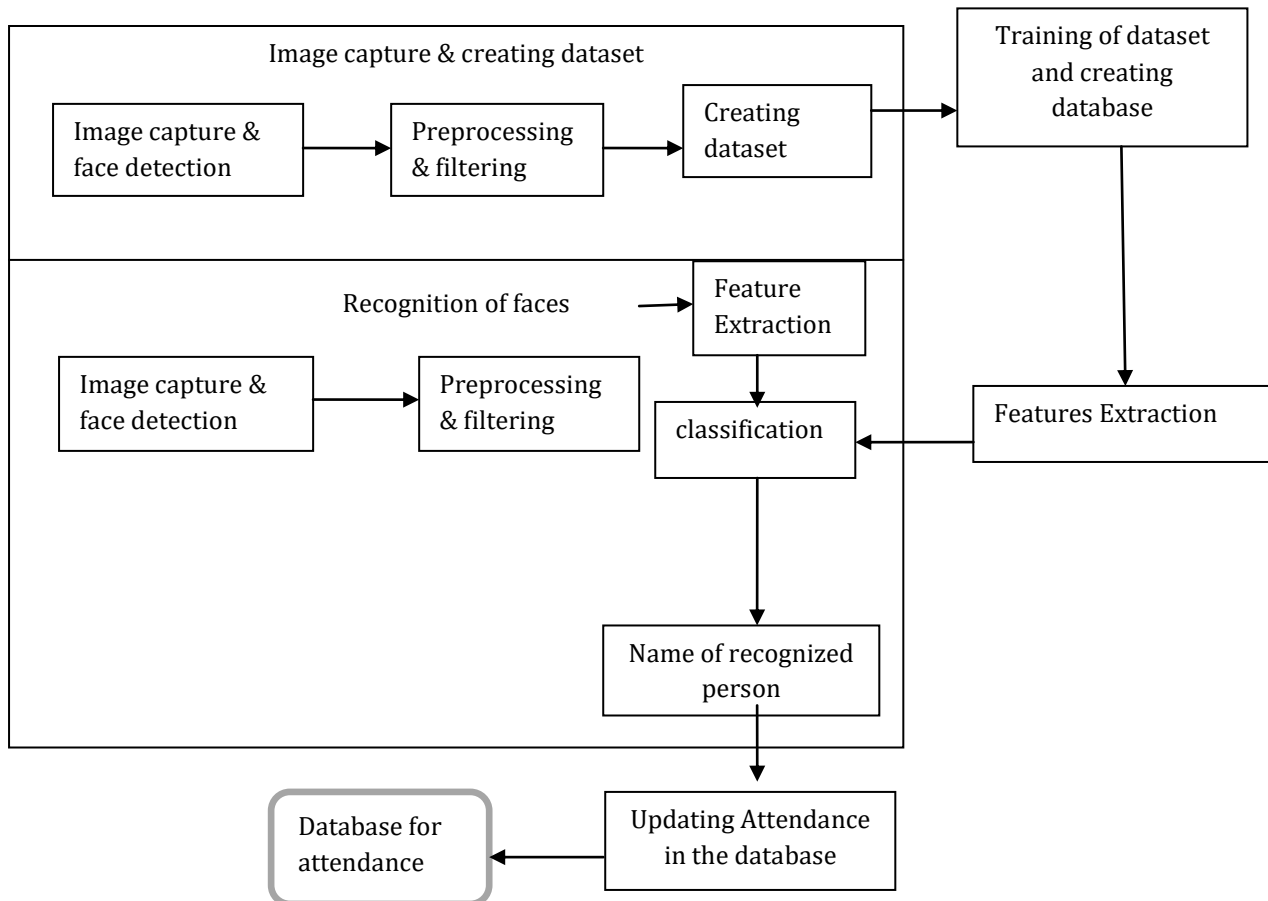 Image capture & creating dataset
Image capture &
face detection
Preprocessing
& filtering
Creating
dataset
Training of dataset
and creating
database
Recognition of faces
Feature
Extraction
Image capture &
face detection
Preprocessing
& filtering
classification
Features Extraction
Name of recognized
person
Updating Attendance
in the database
Database for
attendance